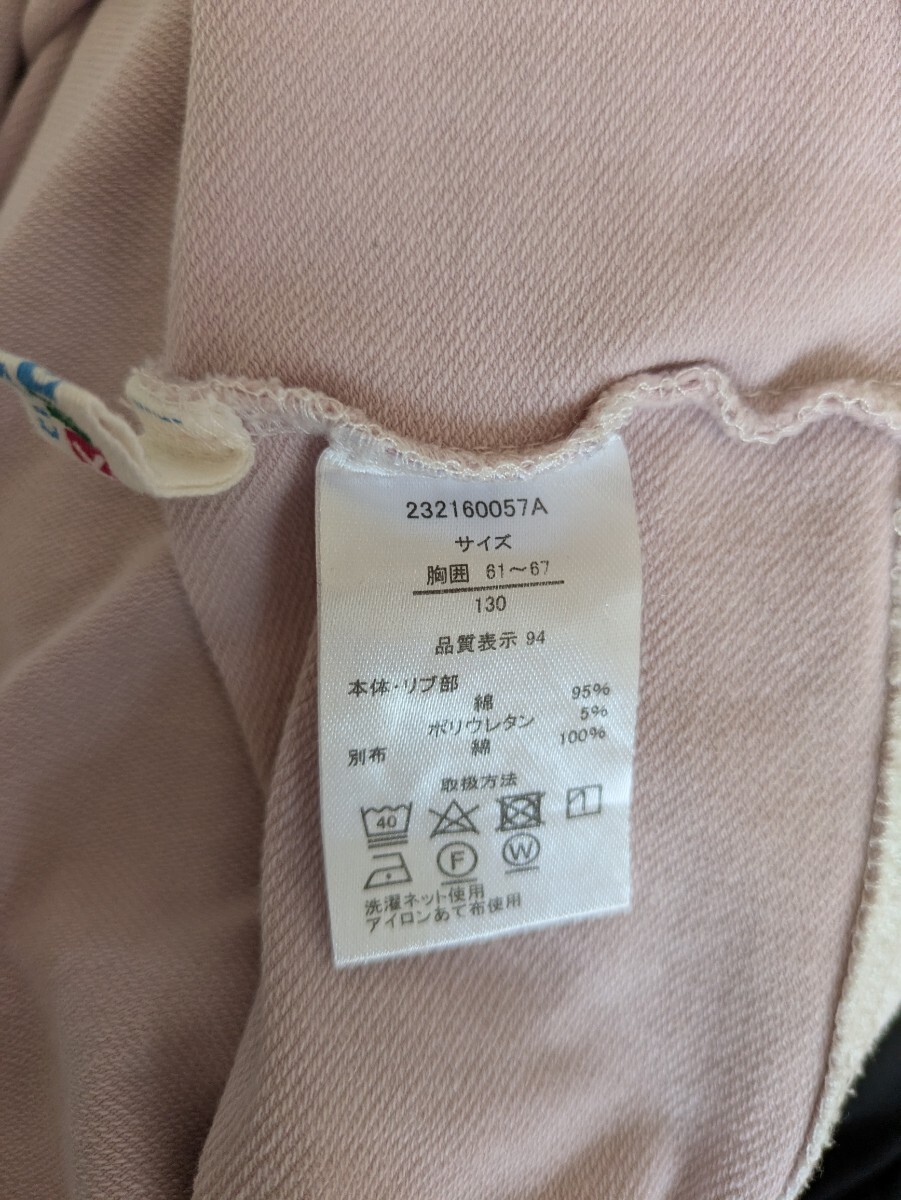 232160057A
サイズ
胸囲 61～67
130
品質表示 94
本体・リブ部
綿 95%
ポリウレタン 5%
別布 綿 100%
取扱方法
40
F W
洗濯ネット使用
アイロンあて布使用